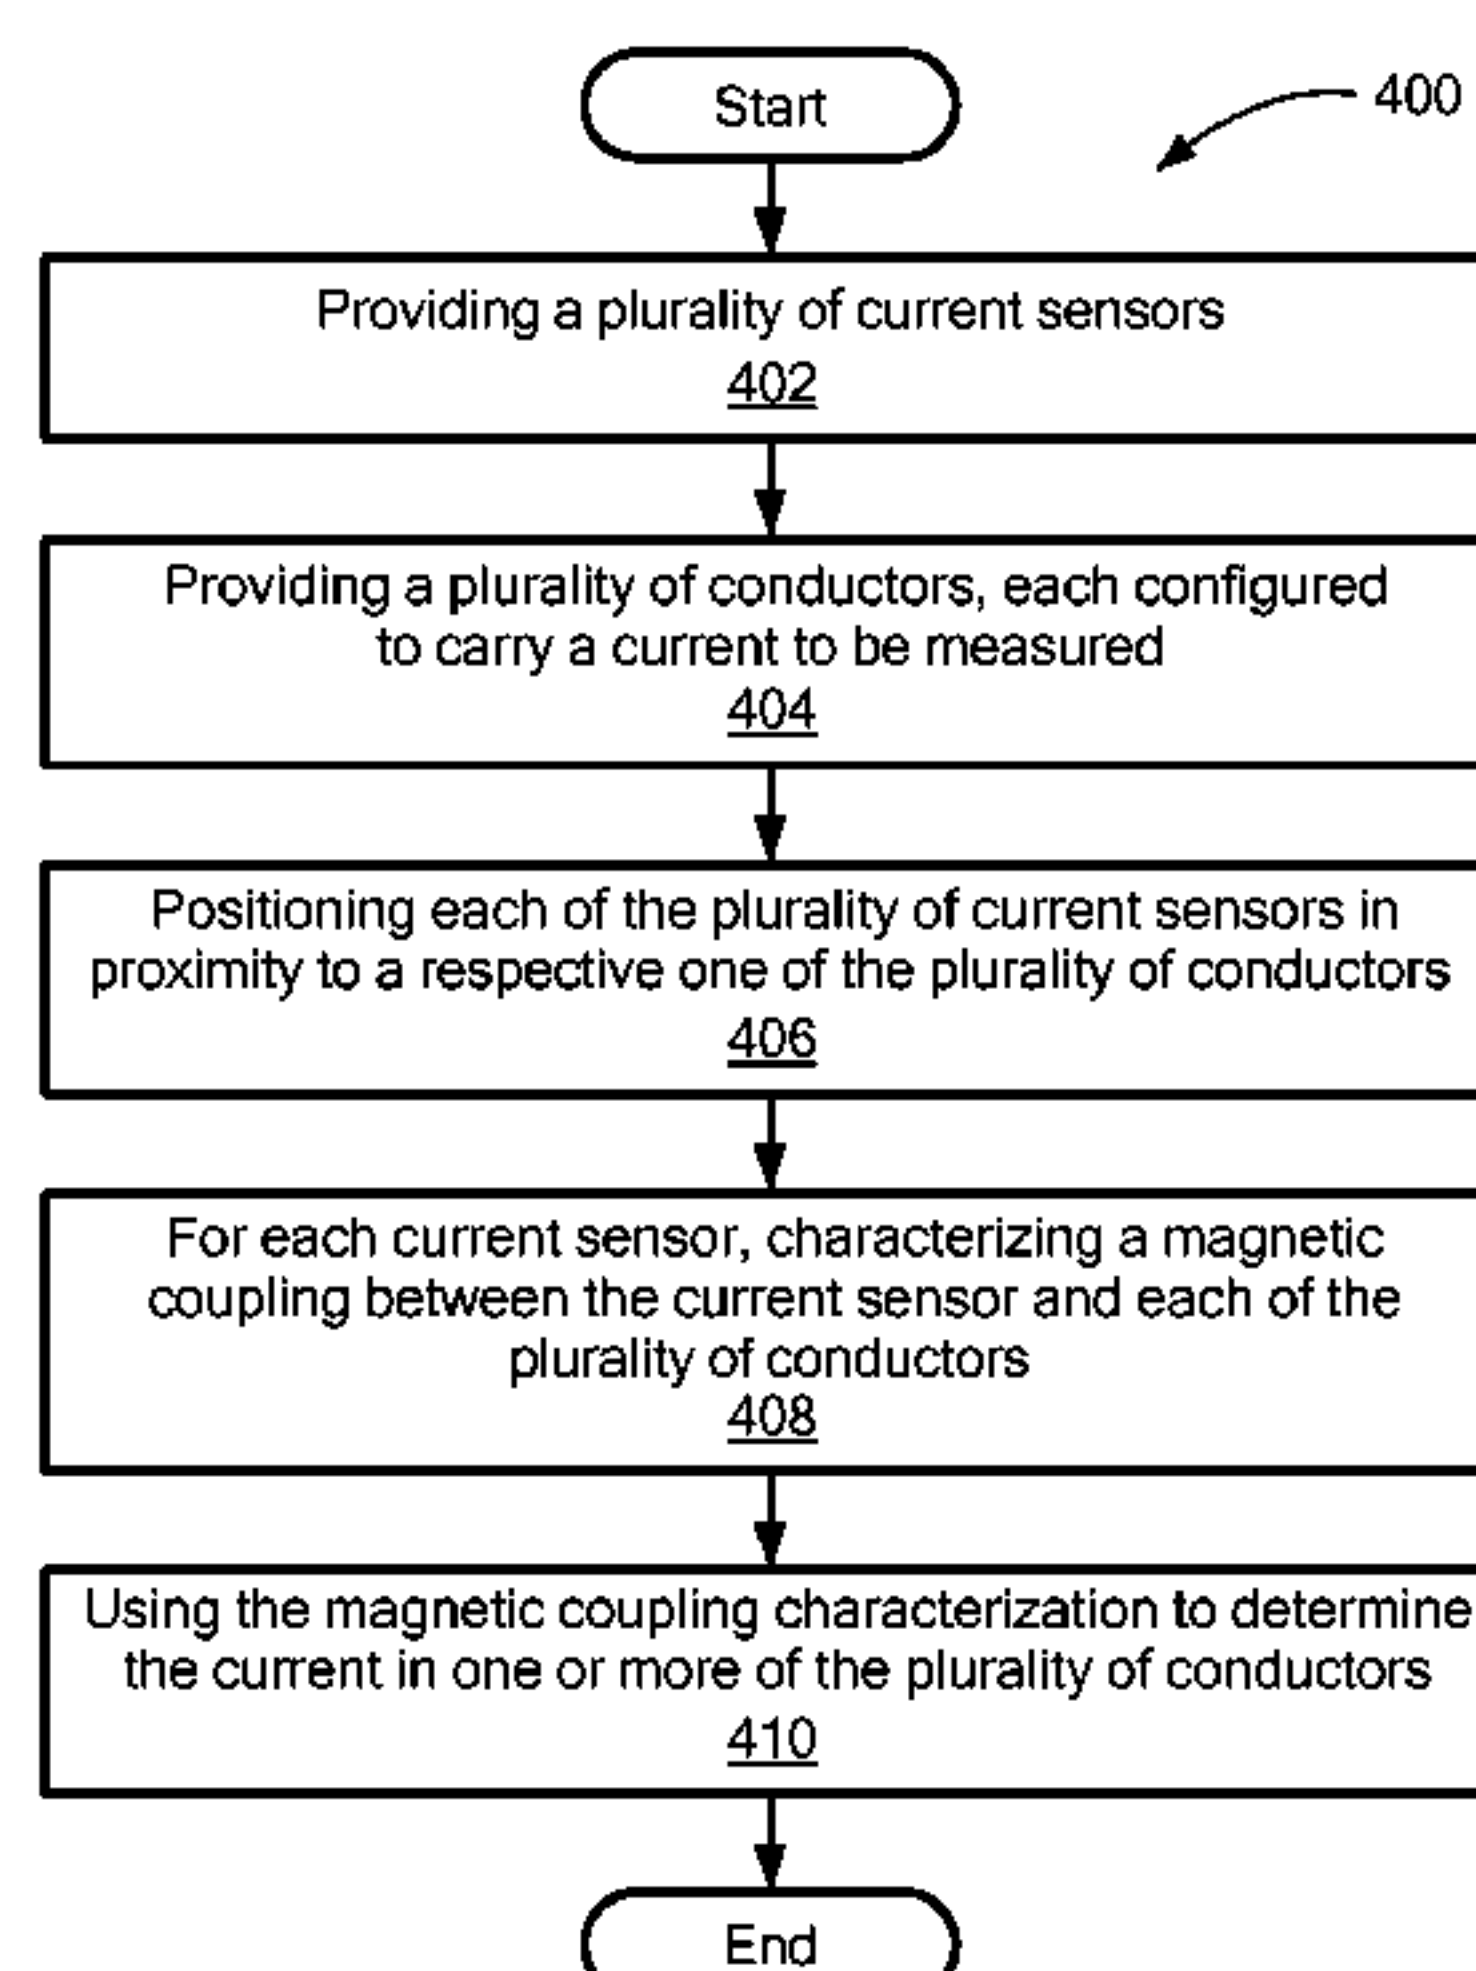 Start
400
Providing a plurality of current sensors
402
Providing a plurality of conductors, each configured
to carry a current to be measured
404
Positioning each of the plurality of current sensors in
proximity to a respective one of the plurality of conductors
406
For each current sensor, characterizing a magnetic
coupling between the current sensor and each of the
plurality of conductors
408
Using the magnetic coupling characterization to determine
the current in one or more of the plurality of conductors
410
End